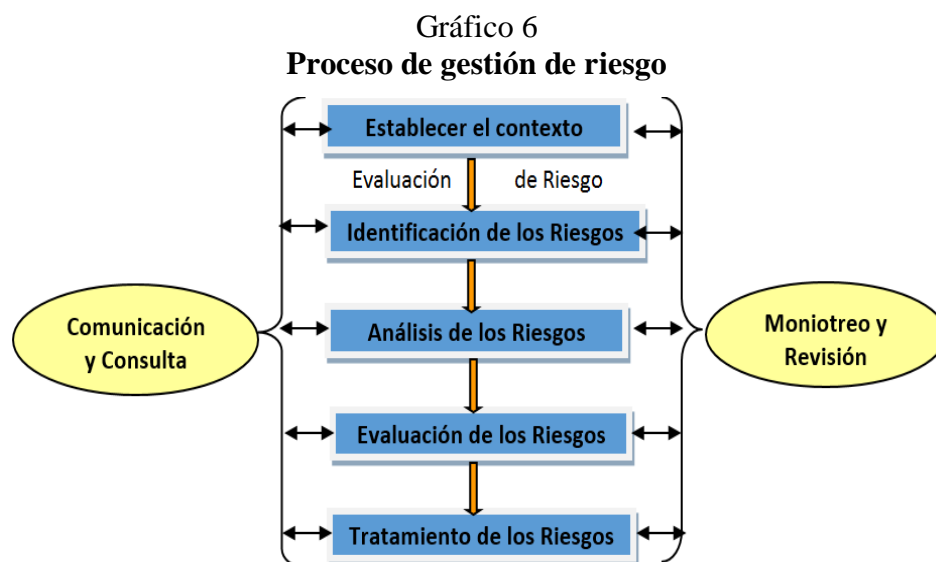 Gráfico 6
Proceso de gestión de riesgo
Establecer el contexto
Evaluación de Riesgo
Identificación de los Riesgos
Comunicación
y Consulta
Análisis de los Riesgos
Moniotreo y
Revisión
Evaluación de los Riesgos
Tratamiento de los Riesgos